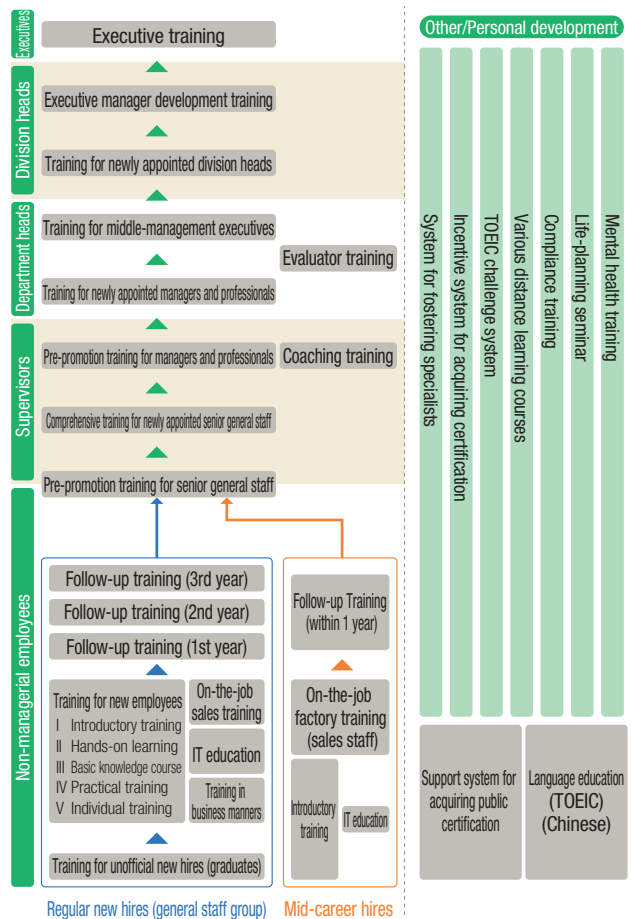 Executives
Executive training
Division heads
Executive manager development training
Training for newly appointed division heads
Department heads
Training for middle-management executives
Evaluator training
Training for newly appointed managers and professionals
Supervisors
Pre-promotion training for managers and professionals
Coaching training
Comprehensive training for newly appointed senior general staff
Pre-promotion training for senior general staff
Non-managerial employees
Follow-up training (3rd year)
Follow-up training (2nd year)
Follow-up training (1st year)
Training for new employees
I Introductory training
II Hands-on learning
III Basic knowledge course
IV Practical training
V Individual training
On-the-job
sales training
IT education
Training in
business manners
Training for unofficial new hires (graduates)
Regular new hires (general staff group)
Follow-up Training
(within 1 year)
On-the-job
factory training
(sales staff)
Introductory
training
IT education
Mid-career hires
Other/Personal development
System for fostering specialists
Incentive system for acquiring certification
TOEIC challenge system
Various distance learning courses
Compliance training
Life-planning seminar
Mental health training
Support system for
acquiring public
certification
Language education
(TOEIC)
(Chinese)